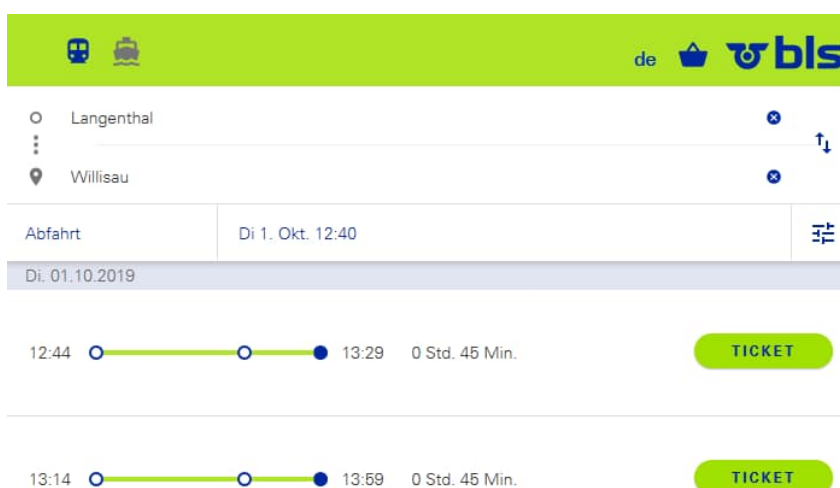 de bls
Langenthal
Willisau
Abfahrt Di 1. Okt. 12:40
Di. 01.10.2019
12:44 13:29 0 Std. 45 Min. TICKET
13:14 13:59 0 Std. 45 Min. TICKET